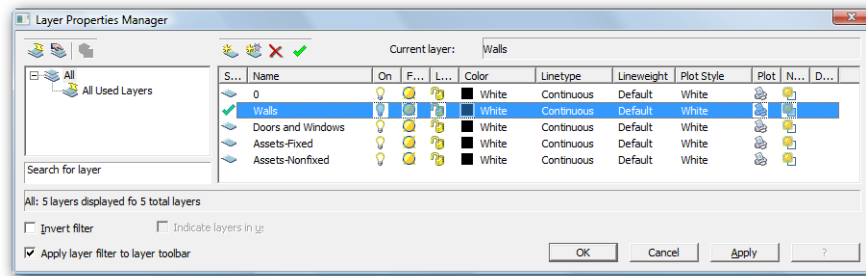 Layer Properties Manager
Current layer: Walls
All
All Used Layers
S... Name On F... L... Color Linetype Lineweight Plot Style Plot N... D...
0 White Continuous Default White
Walls White Continuous Default White
Doors and Windows White Continuous Default White
Assets-Fixed White Continuous Default White
Assets-Nonfixed White Continuous Default White
Search for layer
All: 5 layers displayed fo 5 total layers
Invert filter Indicate layers in u:
Apply layer filter to layer toolbar
OK Cancel Apply ?